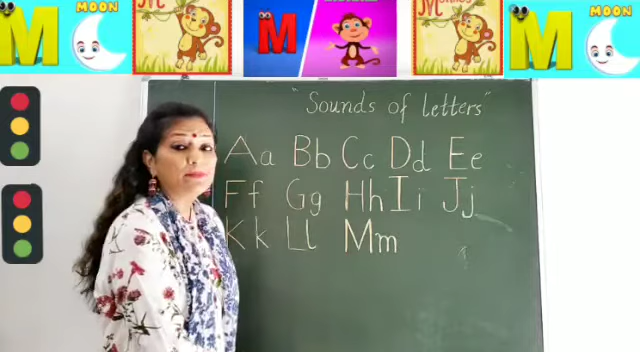 M MOON M M M M MOON
"Sounds of letters"
Aa Bb Cc Dd Ee
Ff Gg Hh Ii Jj
Kk Ll Mm